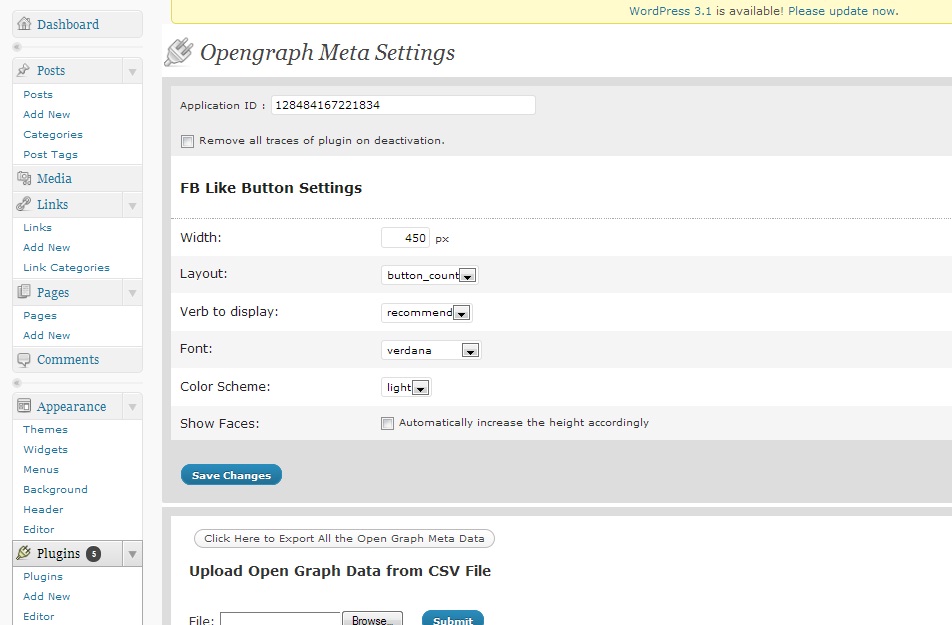 WordPress 3.1 is available! Please update now.
Dashboard
Posts
Posts
Add New
Categories
Post Tags
Media
Links
Links
Add New
Link Categories
Pages
Pages
Add New
Comments
Appearance
Themes
Widgets
Menus
Background
Header
Editor
Plugins 5
Plugins
Add New
Editor
Opengraph Meta Settings
Application ID : 128484167221834
Remove all traces of plugin on deactivation.
FB Like Button Settings
Width: 450 px
Layout: button_count
Verb to display: recommend
Font: verdana
Color Scheme: light
Show Faces: Automatically increase the height accordingly
Save Changes
Click Here to Export All the Open Graph Meta Data
Upload Open Graph Data from CSV File
File: Browse... Submit